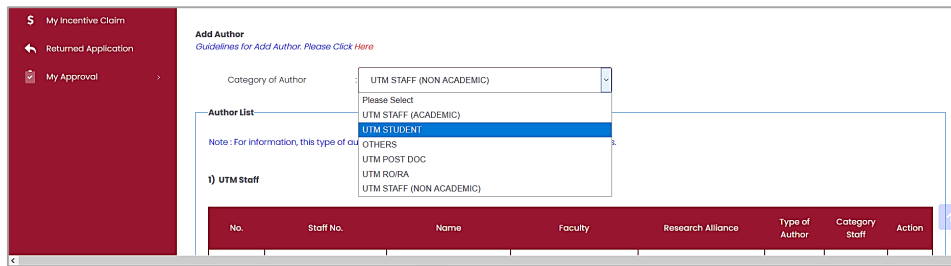 $ My Incentive Claim
Returned Application
My Approval >
Add Author
Guidelines for Add Author. Please Click Here
Category of Author : UTM STAFF (NON ACADEMIC)
Please Select
UTM STAFF (ACADEMIC)
UTM STUDENT
OTHERS
UTM POST DOC
UTM RO/RA
UTM STAFF (NON ACADEMIC)
Author List
Note : For information, this type of au
s.
1) UTM Staff
No. Staff No. Name Faculty Research Alliance Type of Author Category Staff Action